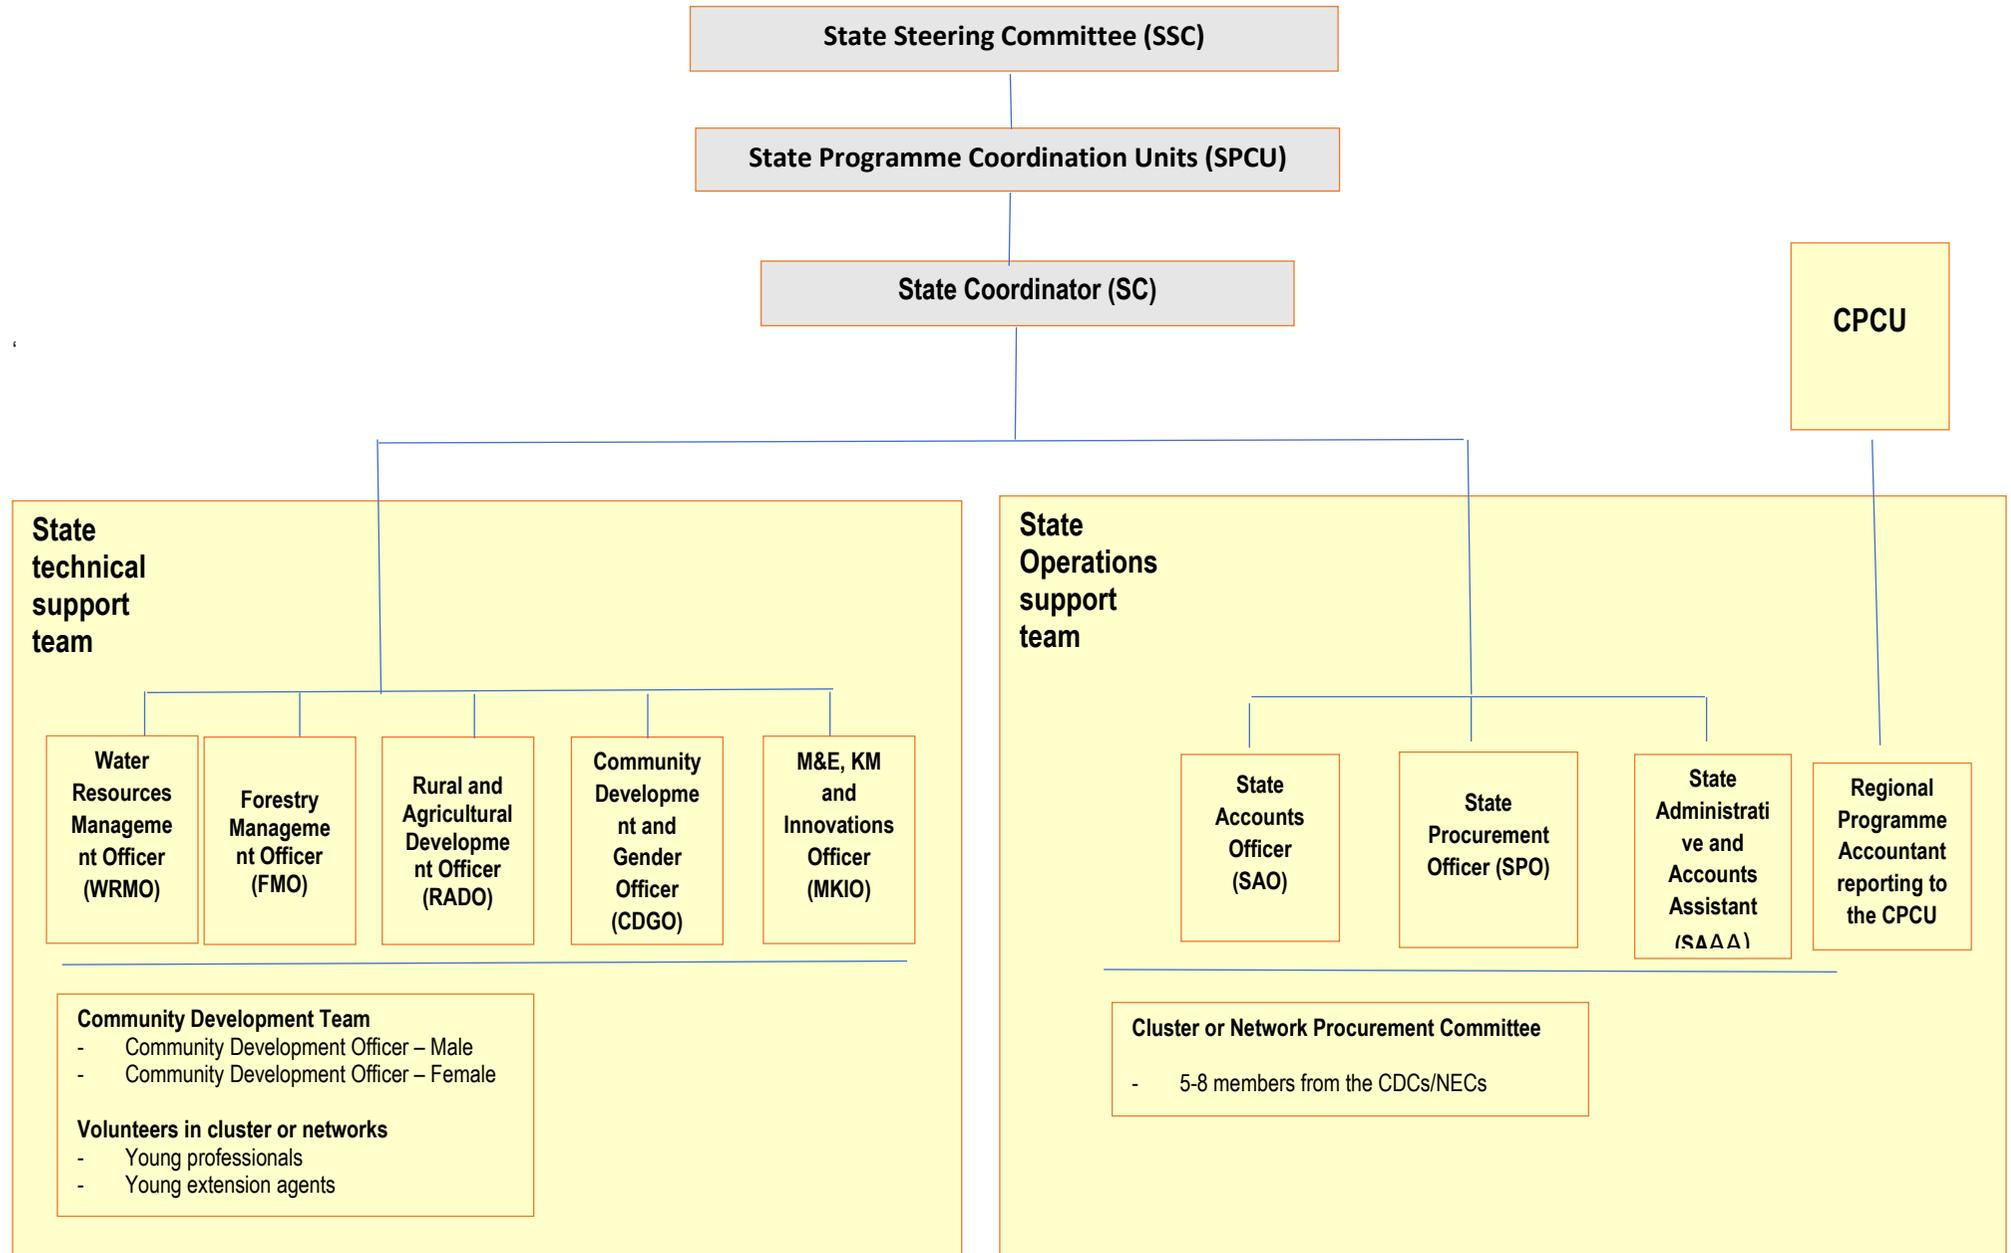 State Steering Committee (SSC)
State Programme Coordination Units (SPCU)
State Coordinator (SC)
CPCU
‘
State
technical
support
team
State
Operations
support
team
Water
Resources
Manageme
nt Officer
(WRMO)
Forestry
Manageme
nt Officer
(FMO)
Rural and
Agricultural
Developme
nt Officer
(RADO)
Community
Developme
nt and
Gender
Officer
(CDGO)
M&E, KM
and
Innovations
Officer
(MKIO)
State
Accounts
Officer
(SAO)
State
Procurement
Officer (SPO)
State
Administrati
ve and
Accounts
Assistant
(SAAA)
Regional
Programme
Accountant
reporting to
the CPCU
Community Development Team
- Community Development Officer – Male
- Community Development Officer – Female
Volunteers in cluster or networks
- Young professionals
- Young extension agents
Cluster or Network Procurement Committee
- 5-8 members from the CDCs/NECs